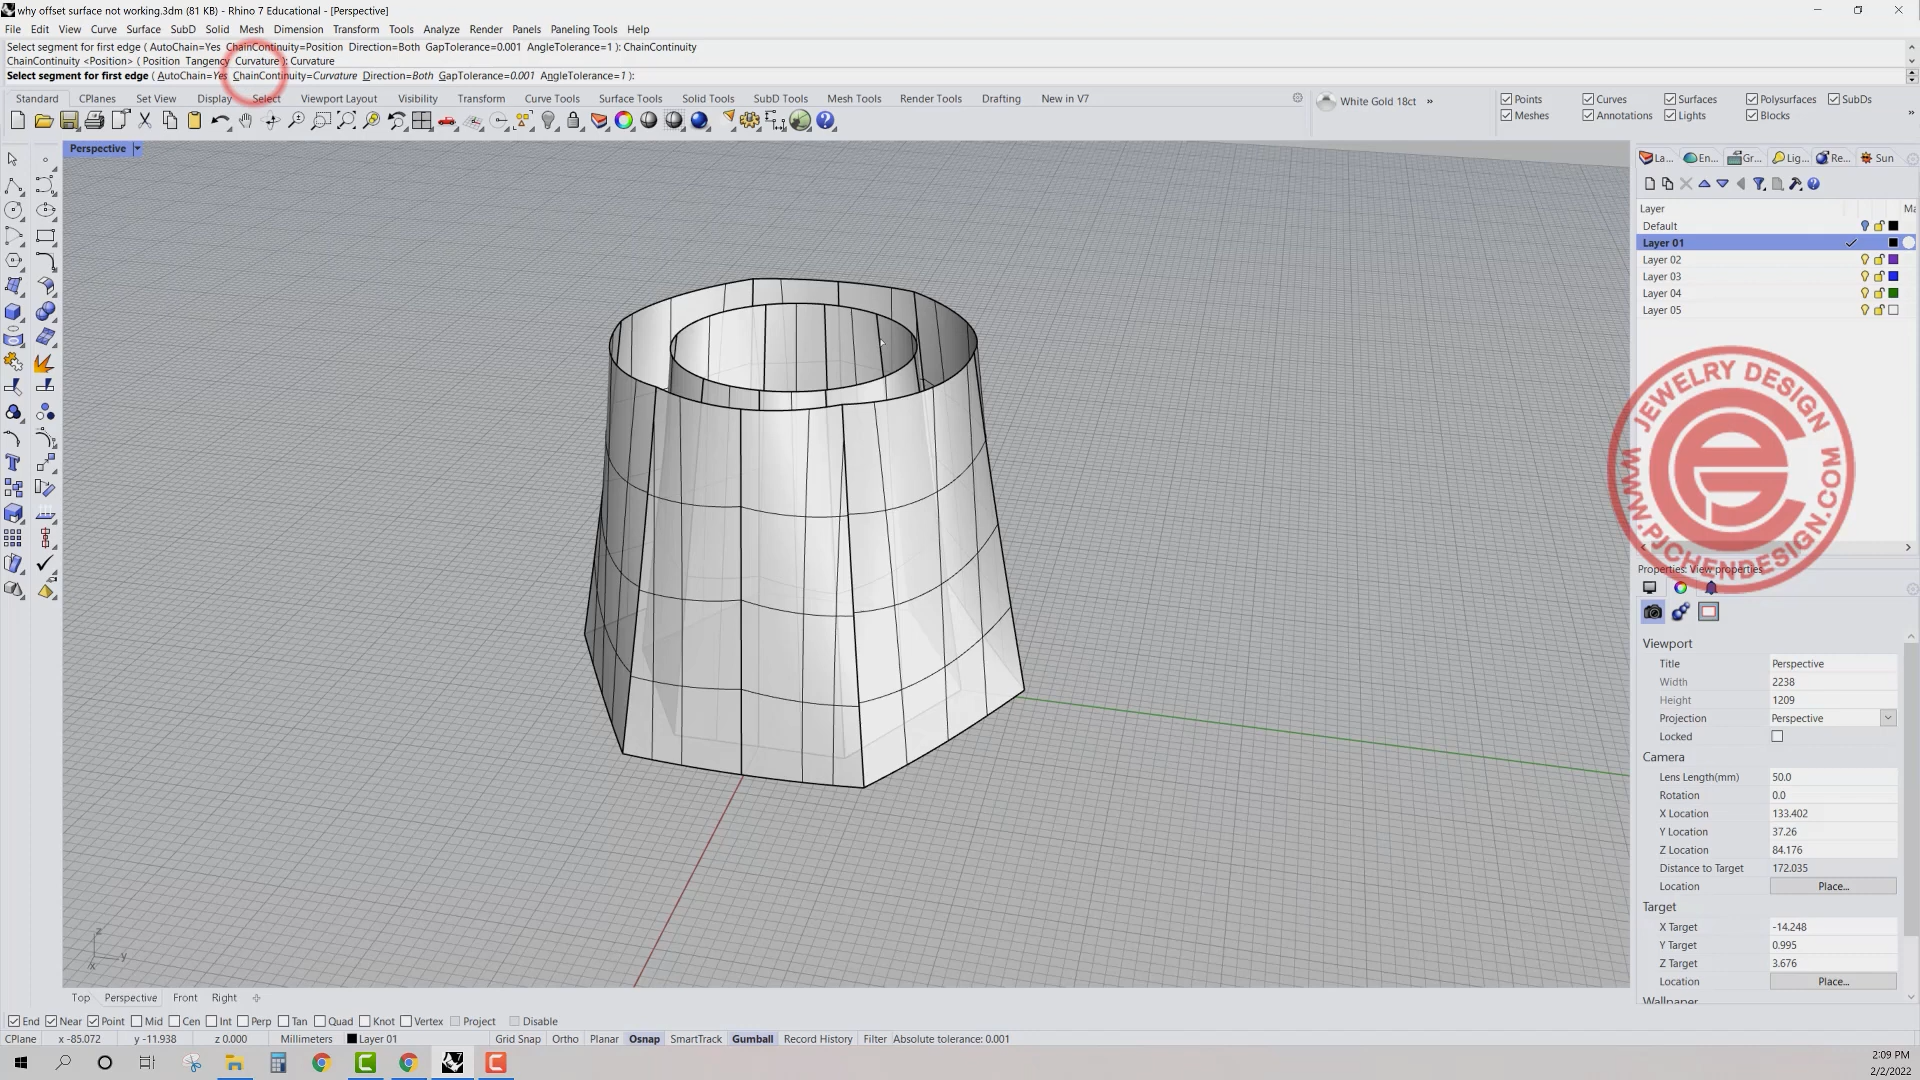 why offset surface not working.3dm (81 KB) - Rhino 7 Educational - [Perspective]
File Edit View Curve Surface SubD Solid Mesh Dimension Transform Tools Analyze Render Panels Paneling Tools Help
Select segment for first edge ( AutoChain=Yes ChainContinuity=Position Direction=Both GapTolerance=0.001 AngleTolerance=1 ): ChainContinuity
ChainContinuity <Position> ( Position Tangency Curvature ): Curvature
Select segment for first edge ( AutoChain=Yes ChainContinuity=Curvature Direction=Both GapTolerance=0.001 AngleTolerance=1 ):
Standard CPlanes Set View Display Select Viewport Layout Visibility Transform Curve Tools Surface Tools Solid Tools SubD Tools Mesh Tools Render Tools Drafting New in V7
White Gold 18ct »
Points Curves Surfaces Polysurfaces SubDs
Meshes Annotations Lights Blocks »
Perspective
La... En... Gr... Lig... Re... Sun
Layer Ma
Default
Layer 01
Layer 02
Layer 03
Layer 04
Layer 05
JEWELRY DESIGN
WWW.PJCHENDESIGN.COM
Properties: View properties
Viewport
Title Perspective
Width 2238
Height 1209
Projection Perspective
Locked
Camera
Lens Length(mm) 50.0
Rotation 0.0
X Location 133.402
Y Location 37.26
Z Location 84.176
Distance to Target 172.035
Location Place...
Target
X Target -14.248
Y Target 0.995
Z Target 3.676
Location Place...
Wallpaper
z
y
x
Top Perspective Front Right
End Near Point Mid Cen Int Perp Tan Quad Knot Vertex Project Disable
CPlane x -85.072 y -11.938 z 0.000 Millimeters Layer 01 Grid Snap Ortho Planar Osnap SmartTrack Gumball Record History Filter Absolute tolerance: 0.001
2:09 PM
2/2/2022